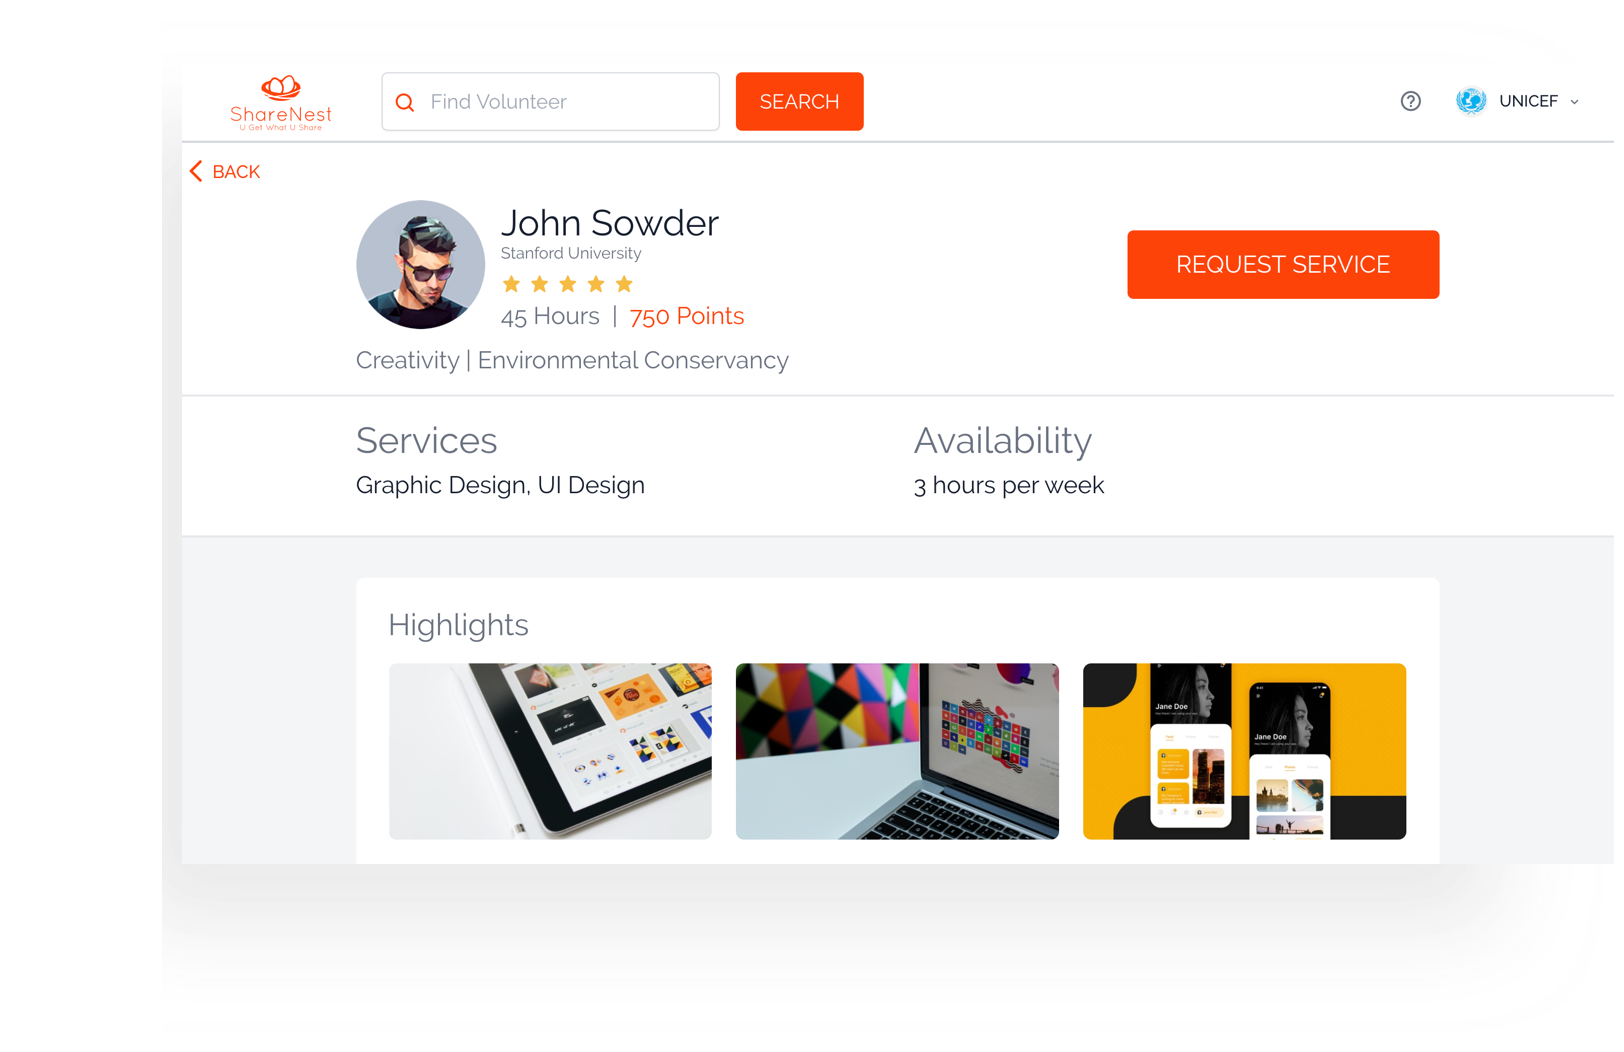 ShareNest
U Get What U Share
Find Volunteer
SEARCH
UNICEF
BACK
John Sowder
Stanford University
45 Hours | 750 Points
REQUEST SERVICE
Creativity | Environmental Conservancy
Services
Graphic Design, UI Design
Availability
3 hours per week
Highlights
Jane Doe
Jane Doe